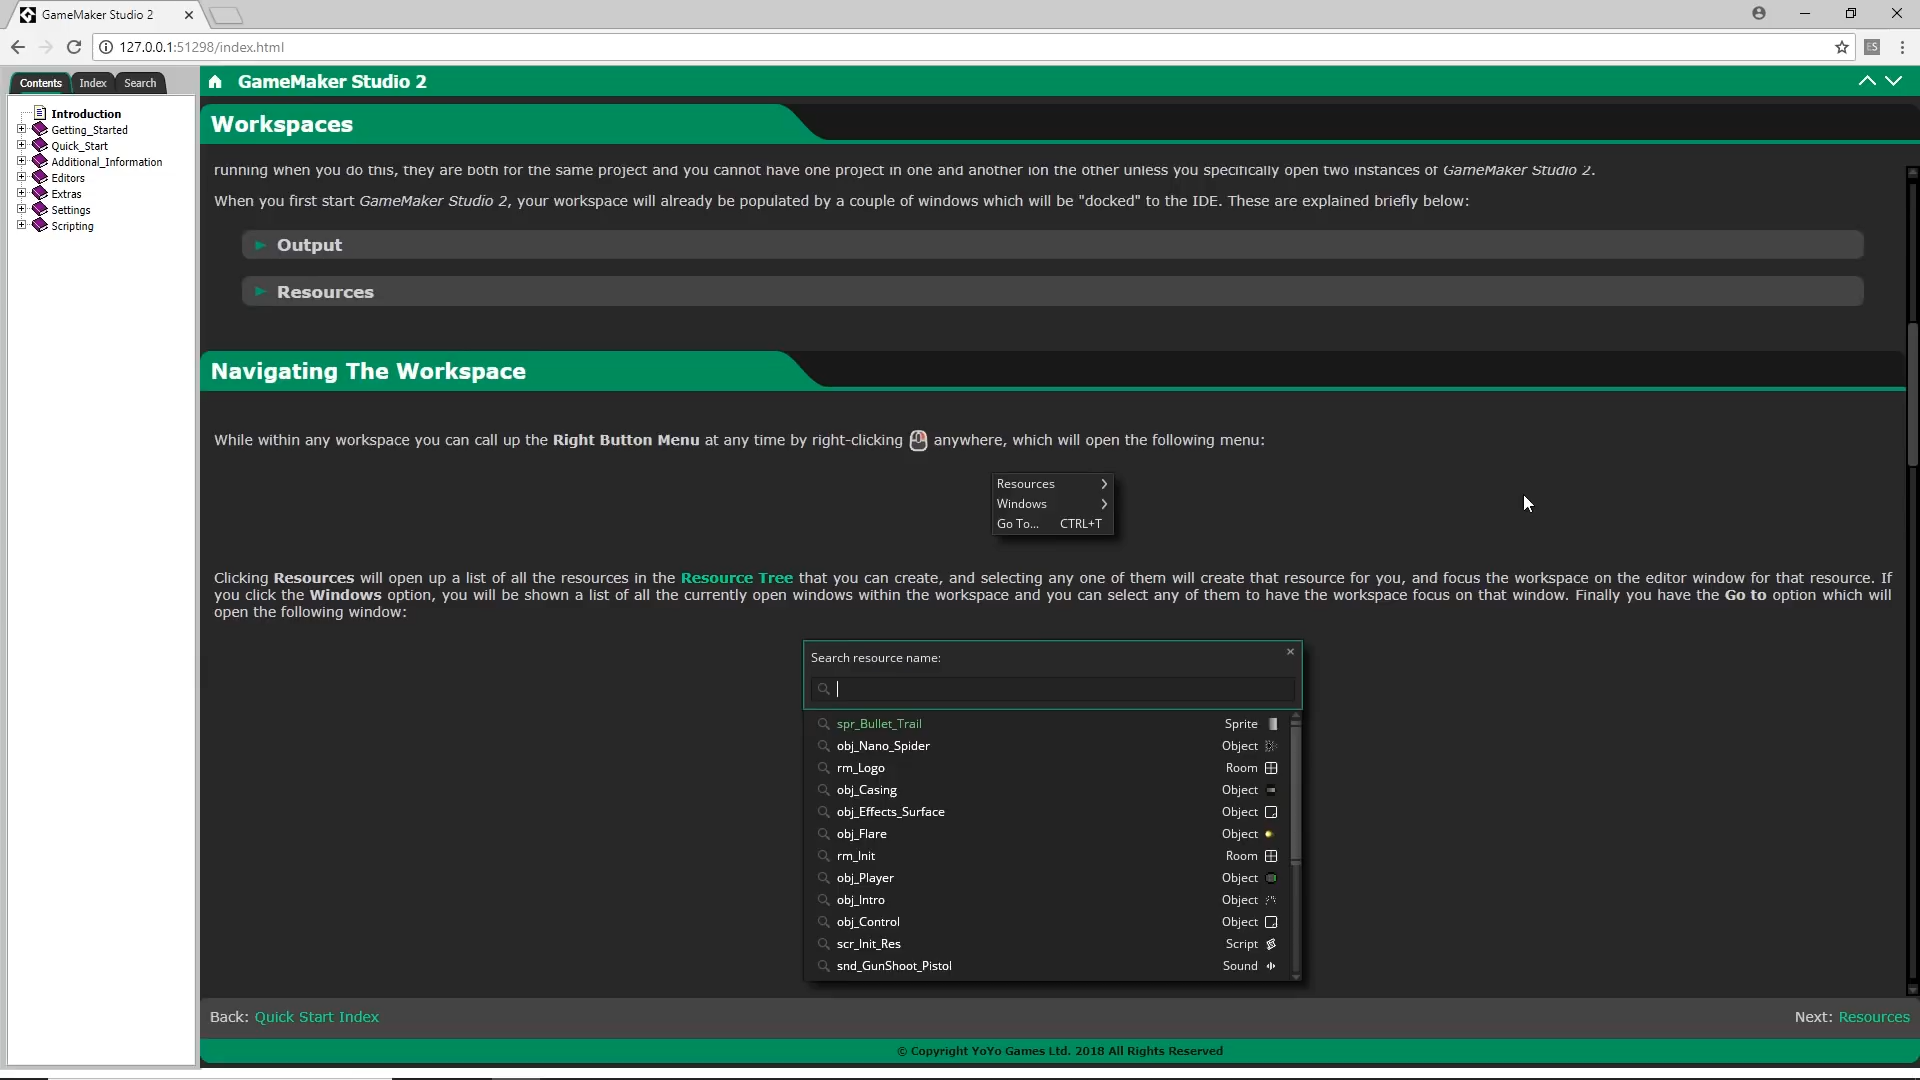 GameMaker Studio 2
127.0.0.1:51298/index.html
ES
Contents
Index
Search
Introduction
Getting_Started
Quick_Start
Additional_Information
Editors
Extras
Settings
Scripting
GameMaker Studio 2
Workspaces
running when you do this, they are both for the same project and you cannot have one project in one and another ion the other unless you specifically open two instances of GameMaker Studio 2.
When you first start GameMaker Studio 2, your workspace will already be populated by a couple of windows which will be "docked" to the IDE. These are explained briefly below:
Output
Resources
Navigating The Workspace
While within any workspace you can call up the Right Button Menu at any time by right-clicking anywhere, which will open the following menu:
Resources
Windows
Go To... CTRL+T
Clicking Resources will open up a list of all the resources in the Resource Tree that you can create, and selecting any one of them will create that resource for you, and focus the workspace on the editor window for that resource. If
you click the Windows option, you will be shown a list of all the currently open windows within the workspace and you can select any of them to have the workspace focus on that window. Finally you have the Go to option which will
open the following window:
Search resource name:
spr_Bullet_Trail Sprite
obj_Nano_Spider Object
rm_Logo Room
obj_Casing Object
obj_Effects_Surface Object
obj_Flare Object
rm_Init Room
obj_Player Object
obj_Intro Object
obj_Control Object
scr_Init_Res Script
snd_GunShoot_Pistol Sound
Back: Quick Start Index
Next: Resources
© Copyright YoYo Games Ltd. 2018 All Rights Reserved